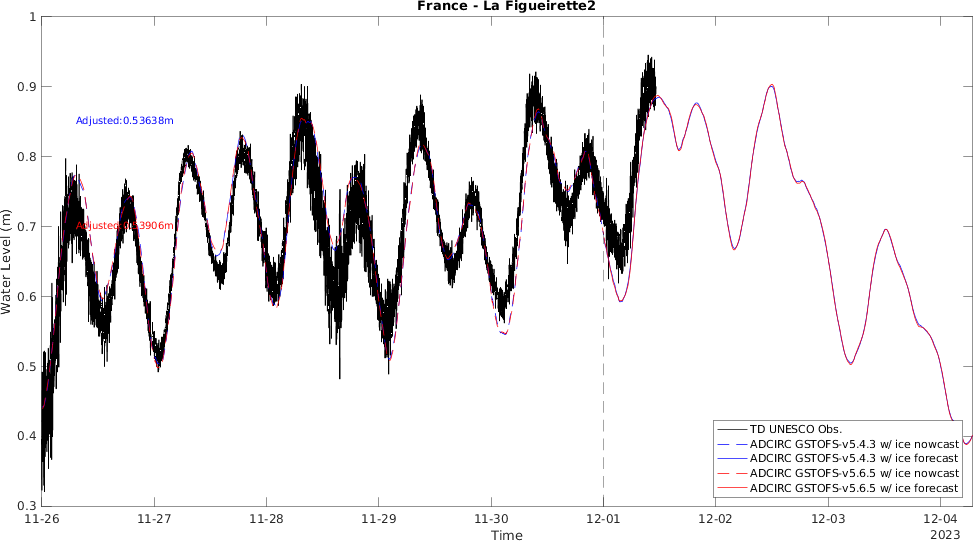 France - La Figueirette2
Water Level (m)
1
0.9
0.8
0.7
0.6
0.5
0.4
0.3
Adjusted:0.53638m
Adjusted:0.53906m
TD UNESCO Obs.
ADCIRC GSTOFS-v5.4.3 w/ ice nowcast
ADCIRC GSTOFS-v5.4.3 w/ ice forecast
ADCIRC GSTOFS-v5.6.5 w/ ice nowcast
ADCIRC GSTOFS-v5.6.5 w/ ice forecast
11-26 11-27 11-28 11-29 11-30 12-01 12-02 12-03 12-04
Time
2023